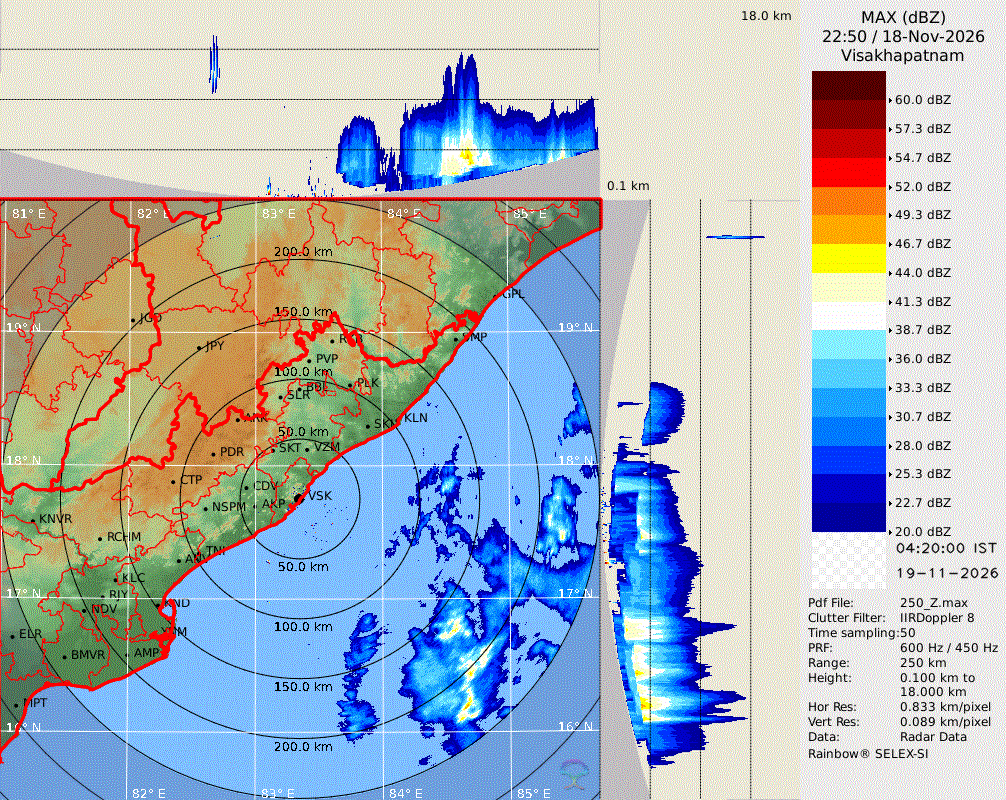 18.0 km
0.1 km
MAX (dBZ)
22:50 / 18-Nov-2026
Visakhapatnam
60.0 dBZ
57.3 dBZ
54.7 dBZ
52.0 dBZ
49.3 dBZ
46.7 dBZ
44.0 dBZ
41.3 dBZ
38.7 dBZ
36.0 dBZ
33.3 dBZ
30.7 dBZ
28.0 dBZ
25.3 dBZ
22.7 dBZ
20.0 dBZ
04:20:00 IST
19-11-2026
Pdf File: 250_Z.max
Clutter Filter: IIRDoppler 8
Time sampling:50
PRF: 600 Hz / 450 Hz
Range: 250 km
Height: 0.100 km to
18.000 km
Hor Res: 0.833 km/pixel
Vert Res: 0.089 km/pixel
Data: Radar Data
Rainbow® SELEX-SI
81° E 82° E 83° E 84° E 85° E
200.0 km
GPL
150.0 km
JGD
19° N 19° N
JPY
PVP
100.0 km
PLK
SLR
KLN
50.0 km
SKT VZM
PDR
18° N 18° N
CTP
CDV
VSK
NSPM AKP
KNVR
RCHM
TNI
50.0 km
KLC
RJY
17° N 17° N
KND
NDV
100.0 km
ELR
BMVR AMP
150.0 km
MPT
16° N 16° N
200.0 km
82° E 83° E 84° E 85° E